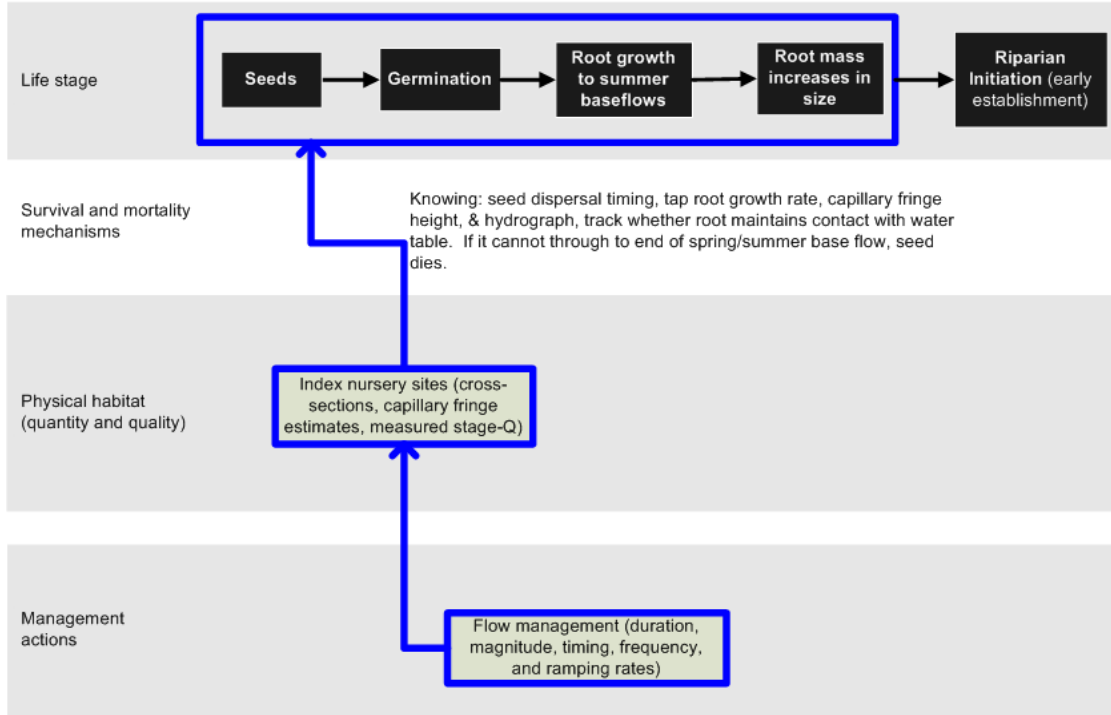 Life stage
Seeds
Germination
Root growth
to summer
baseflows
Root mass
increases in
size
Riparian
Initiation (early
establishment)
Survival and mortality
mechanisms
Knowing: seed dispersal timing, tap root growth rate, capillary fringe
height, & hydrograph, track whether root maintains contact with water
table.  If it cannot through to end of spring/summer base flow, seed
dies.
Physical habitat
(quantity and quality)
Index nursery sites (cross-
sections, capillary fringe
estimates, measured stage-Q)
Management
actions
Flow management (duration,
magnitude, timing, frequency,
and ramping rates)